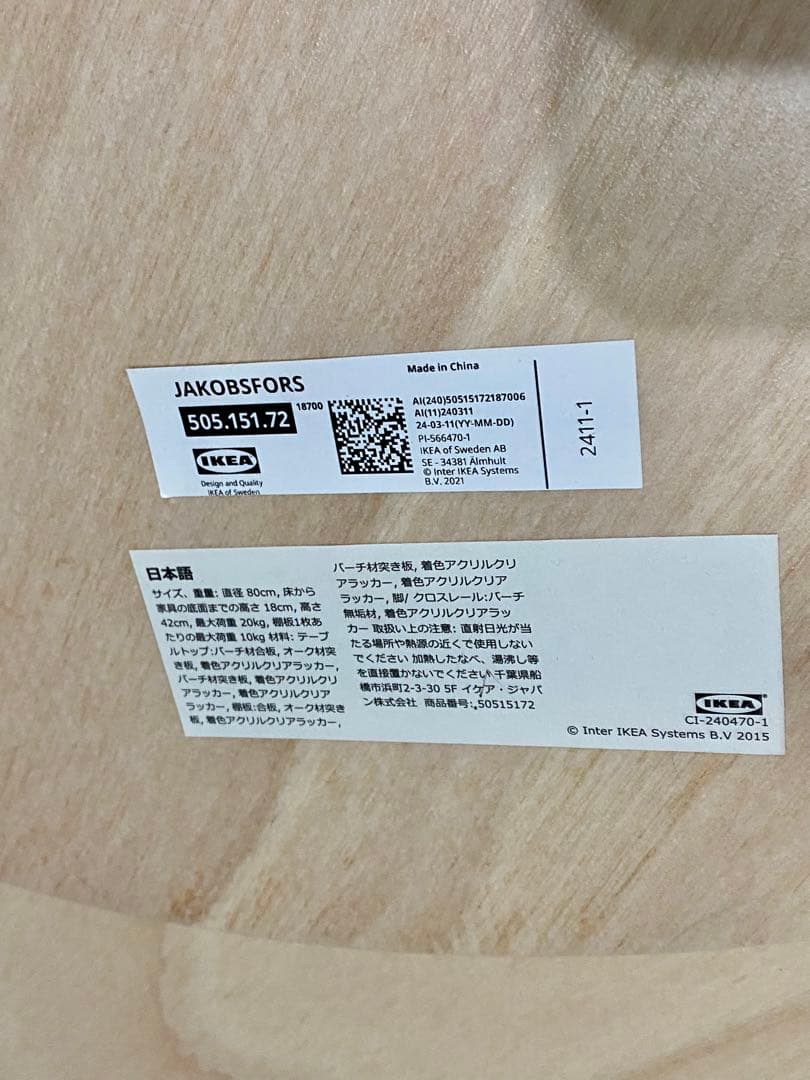 JAKOBSFORS
505.151.72
18700
IKEA
Design and Quality
IKEA of Sweden
Made in China
AI(240)50515172187006
AI(11)240311
24-03-11(YY-MM-DD)
PI-566470-1
IKEA of Sweden AB
SE - 34381 Älmhult
© Inter IKEA Systems
B.V. 2021
2411-1
日本語
サイズ、重量: 直径 80cm, 床から
家具の底面までの高さ 18cm, 高さ
42cm, 最大荷重 20kg, 棚板1枚あ
たりの最大荷重 10kg 材料: テーブ
ルトップ:バーチ材合板, オーク材突
き板, 着色アクリルクリアラッカー,
バーチ材突き板, 着色アクリルクリ
アラッカー, 着色アクリルクリア
ラッカー, 棚板:合板, オーク材突き
板, 着色アクリルクリアラッカー,
バーチ材突き板, 着色アクリルクリ
アラッカー, 着色アクリルクリア
ラッカー, 脚/ クロスレール:バーチ
無垢材, 着色アクリルクリアラッ
カー 取扱い上の注意: 直射日光が当
たる場所や熱源の近くで使用しない
でください 加熱したなべ、湯沸し等
を直接置かないでください 千葉県船
橋市浜町2-3-30 5F イケア・ジャパ
ン株式会社 商品番号: 50515172
IKEA
CI-240470-1
© Inter IKEA Systems B.V 2015